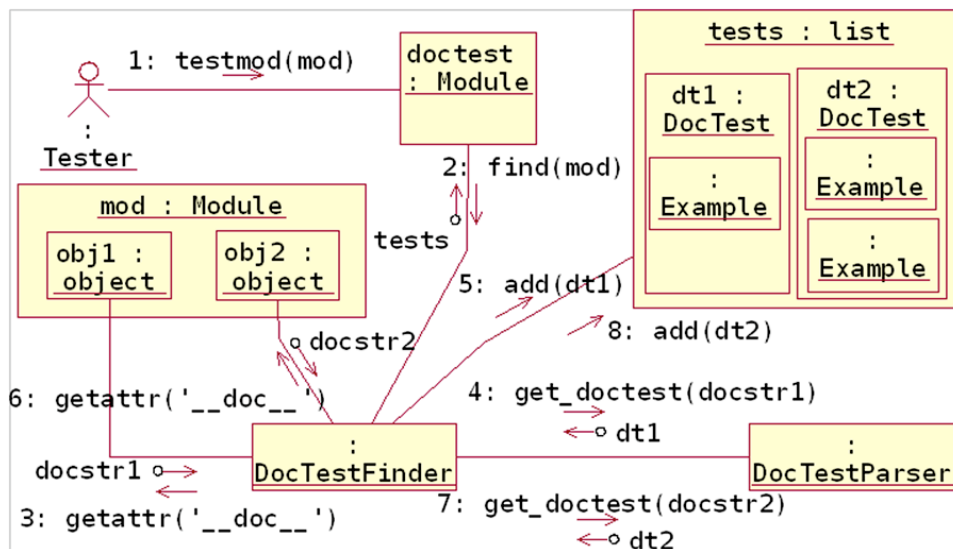 1: testmod(mod)
:
Tester
doctest
: Module
tests : list
dt1 :
DocTest
:
Example
dt2 :
DocTest
:
Example
:
Example
2: find(mod)
tests
mod : Module
obj1 :
object
obj2 :
object
docstr2
5: add(dt1)
8: add(dt2)
6: getattr('__doc__')
4: get_doctest(docstr1)
dt1
:
DocTestFinder
:
DocTestParser
docstr1
3: getattr('__doc__')
7: get_doctest(docstr2)
dt2